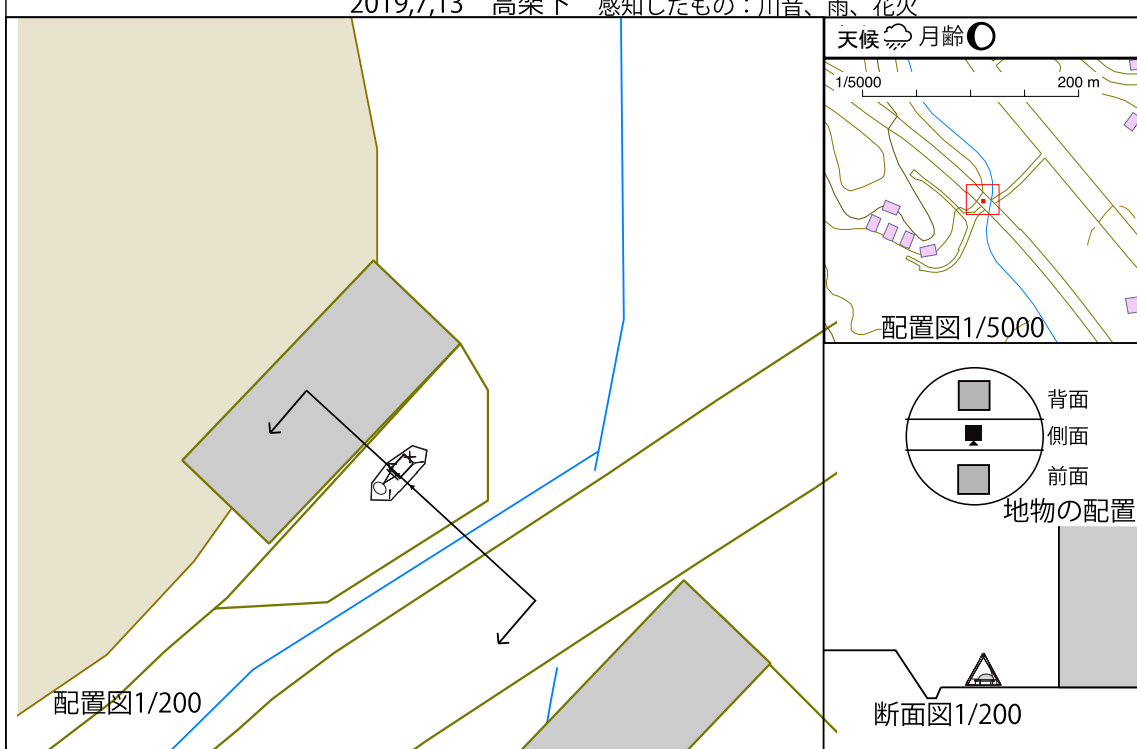 2019,7,13 高架下 感知したもの：川音、雨、花火
天候 月齢
1/5000 200 m
配置図1/5000
背面
側面
前面
地物の配置
配置図1/200
断面図1/200